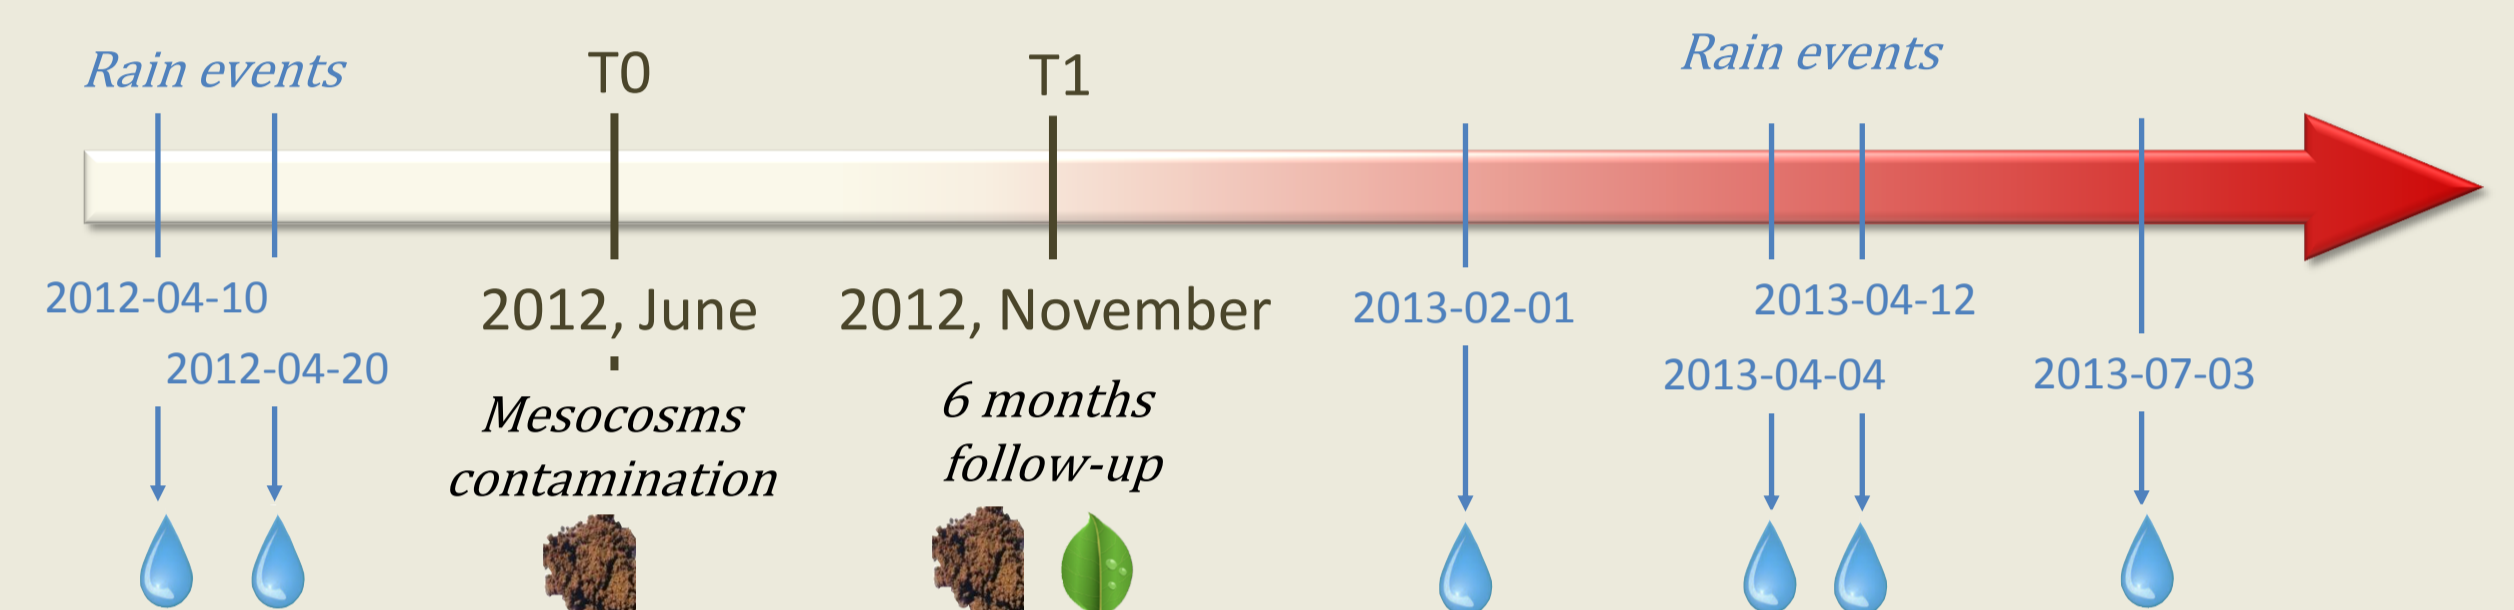 Rain events
T0
T1
Rain events
2012-04-10
2012-04-20
2012, June
:
Mesocosms
contamination
2012, November
6 months
follow-up
2013-02-01
2013-04-12
2013-04-04
2013-07-03